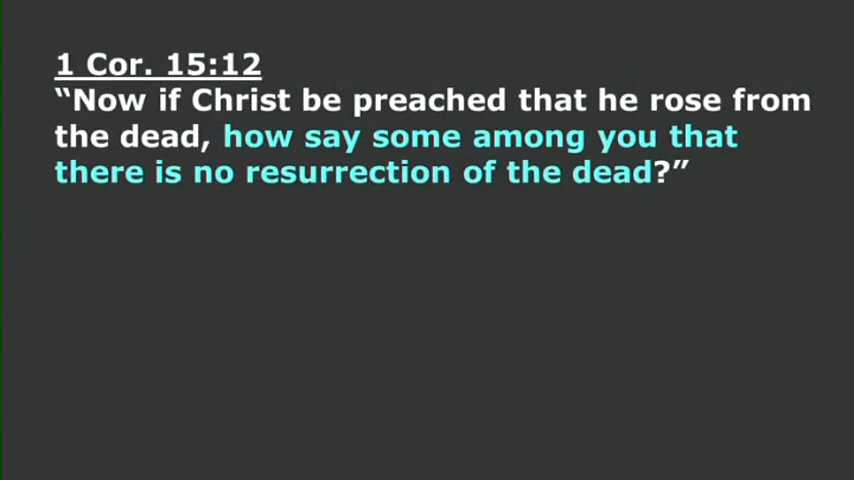 1 Cor. 15:12
“Now if Christ be preached that he rose from
the dead, how say some among you that
there is no resurrection of the dead?”